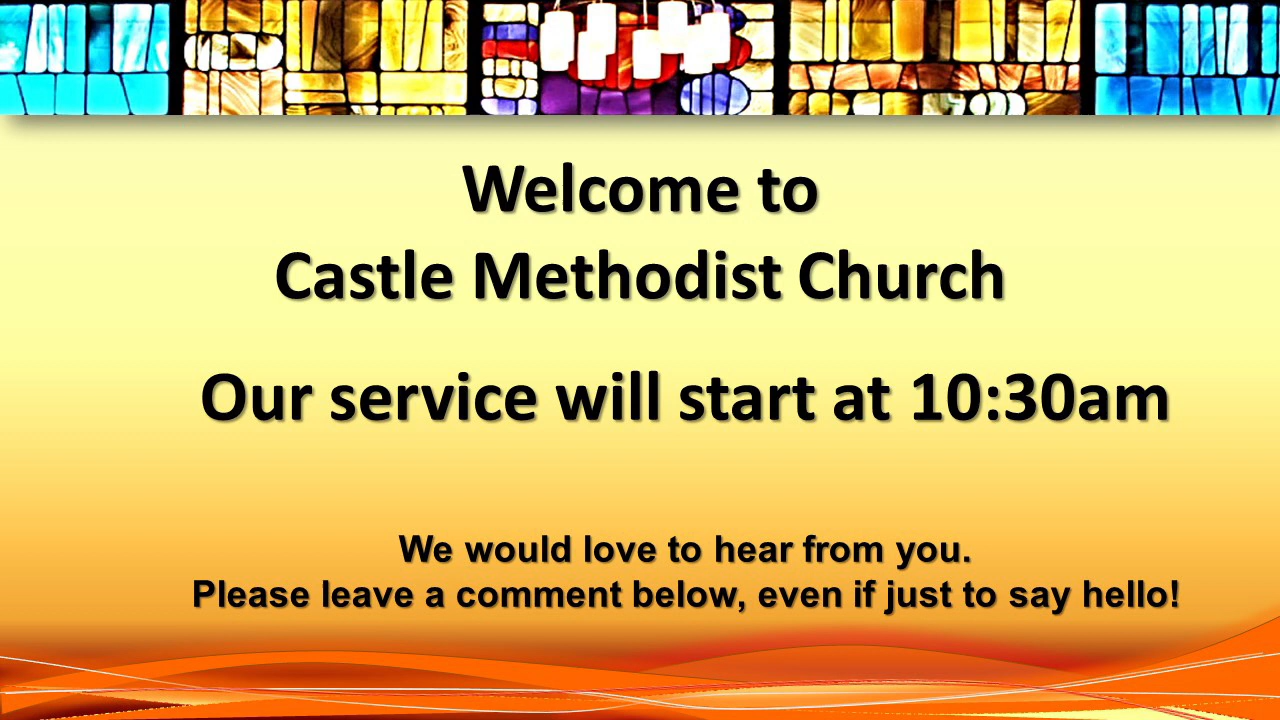 Welcome to
Castle Methodist Church
Our service will start at 10:30am
We would love to hear from you.
Please leave a comment below, even if just to say hello!